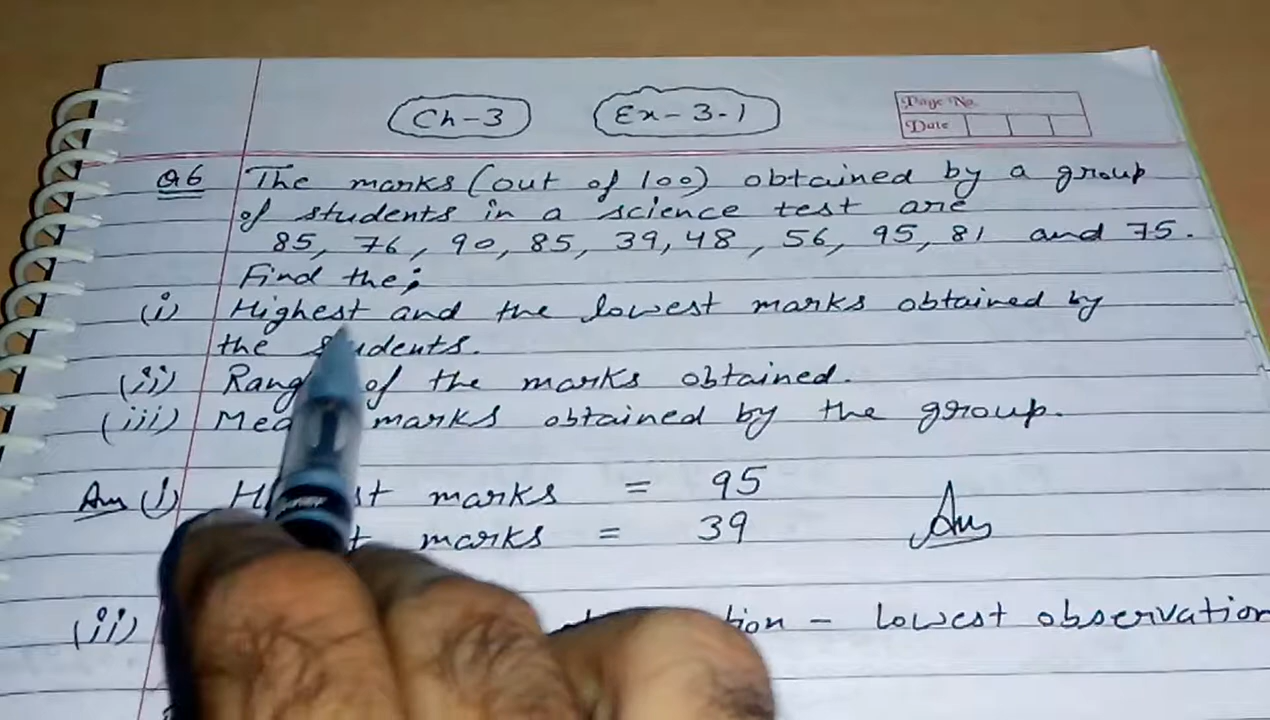 Ch-3 Ex-3.1
Page No.
Date
Q6 The marks (out of 100) obtained by a group
of students in a science test are
85, 76, 90, 85, 39, 48, 56, 95, 81 and 75.
Find the;
(i) Highest and the lowest marks obtained by
the students.
(ii) of the marks obtained.
(iii) marks obtained by the group.
Ans (i) marks = 95
marks = 39 Ans
(ii) - Lowest observation